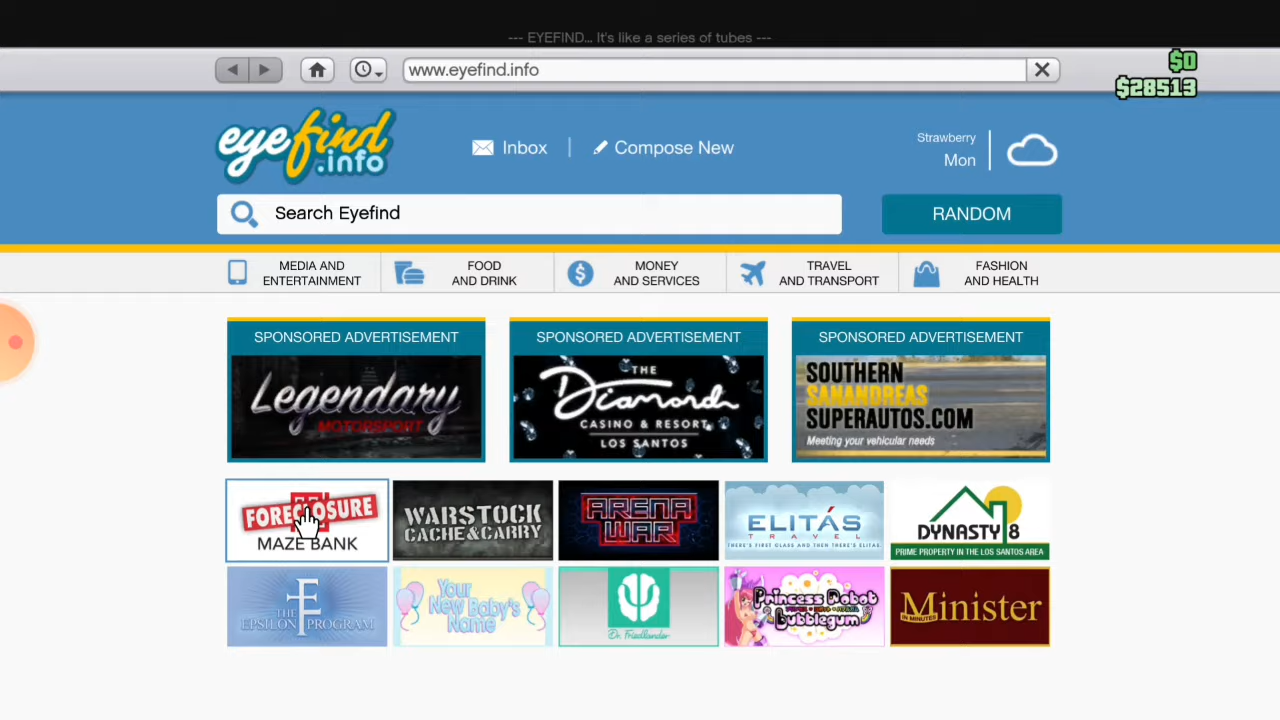 --- EYEFIND... It's like a series of tubes ---
www.eyefind.info
$0
$28513
eyefind
.info
Inbox
Compose New
Strawberry
Mon
Search Eyefind
RANDOM
MEDIA AND
ENTERTAINMENT
FOOD
AND DRINK
MONEY
AND SERVICES
TRAVEL
AND TRANSPORT
FASHION
AND HEALTH
SPONSORED ADVERTISEMENT
Legendary
MOTORSPORT
SPONSORED ADVERTISEMENT
THE
Diamond
CASINO & RESORT
LOS SANTOS
SPONSORED ADVERTISEMENT
SOUTHERN
SANANDREAS
SUPERAUTOS.COM
Meeting your vehicular needs
FORECLOSURE
MAZE BANK
WARSTOCK
CACHE&CARRY
ARENA
WAR
ELITÁS
TRAVEL
THERE'S FIRST CLASS AND THEN THERE'S ELITAS.
DYNASTY 8
PRIME PROPERTY IN THE LOS SANTOS AREA
THE
EPSILON PROGRAM
Your
New Baby's
Name
Dr. Friedlander
Princess Robot
Bubblegum
Minister
IN MINUTES